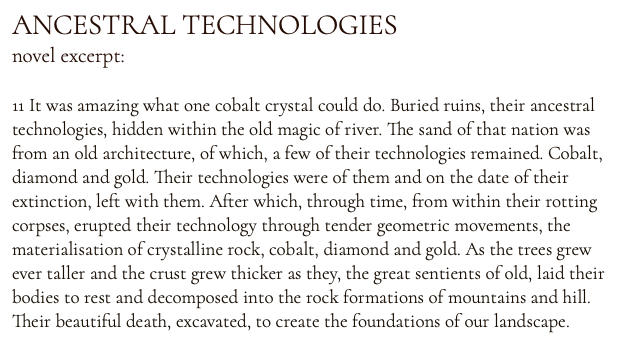 ANCESTRAL TECHNOLOGIES
novel excerpt:
11 It was amazing what one cobalt crystal could do. Buried ruins, their ancestral
technologies, hidden within the old magic of river. The sand of that nation was
from an old architecture, of which, a few of their technologies remained. Cobalt,
diamond and gold. Their technologies were of them and on the date of their
extinction, left with them. After which, through time, from within their rotting
corpses, erupted their technology through tender geometric movements, the
materialisation of crystalline rock, cobalt, diamond and gold. As the trees grew
ever taller and the crust grew thicker as they, the great sentients of old, laid their
bodies to rest and decomposed into the rock formations of mountains and hill.
Their beautiful death, excavated, to create the foundations of our landscape.